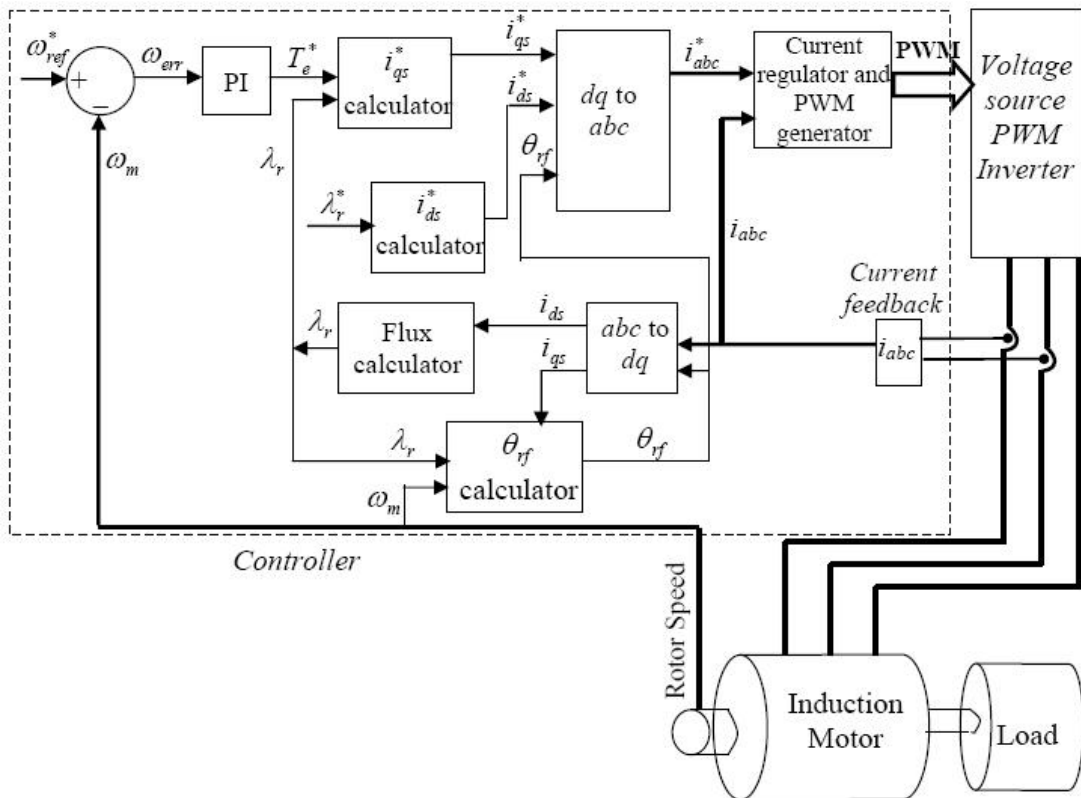 ω*ref
+
−
ωerr
PI
T*e
i*qs
calculator
i*qs
i*ds
θrf
dq to
abc
i*abc
Current
regulator and
PWM
generator
PWM
Voltage
source
PWM
Inverter
ωm
λr
λ*r
i*ds
calculator
iabc
Current
feedback
iabc
λr
Flux
calculator
ids
iqs
abc to
dq
λr
ωm
θrf
calculator
θrf
Controller
Rotor Speed
Induction
Motor
Load